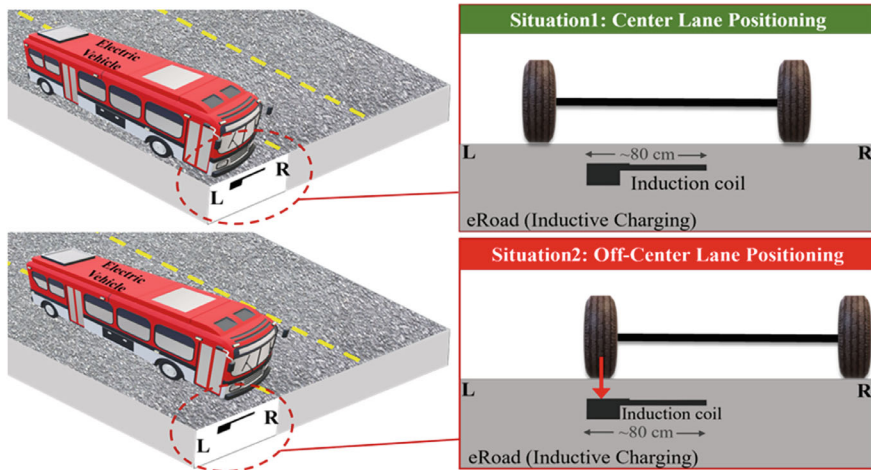 Electric
Vehicle
L
R
Situation1: Center Lane Positioning
L
R
~80 cm
Induction coil
eRoad (Inductive Charging)
Electric
Vehicle
L
R
Situation2: Off-Center Lane Positioning
L
R
Induction coil
~80 cm
eRoad (Inductive Charging)